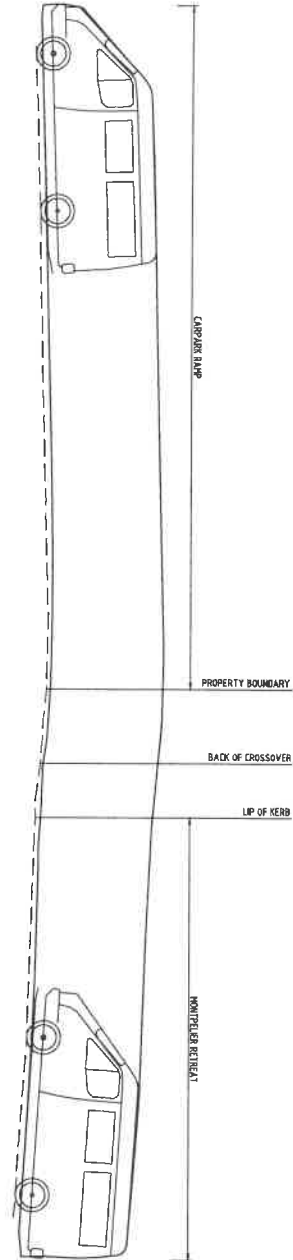 CARPARK RAMP
PROPERTY BOUNDARY
BACK OF CROSSOVER
LIP OF KERB
MONTPELIER RETREAT